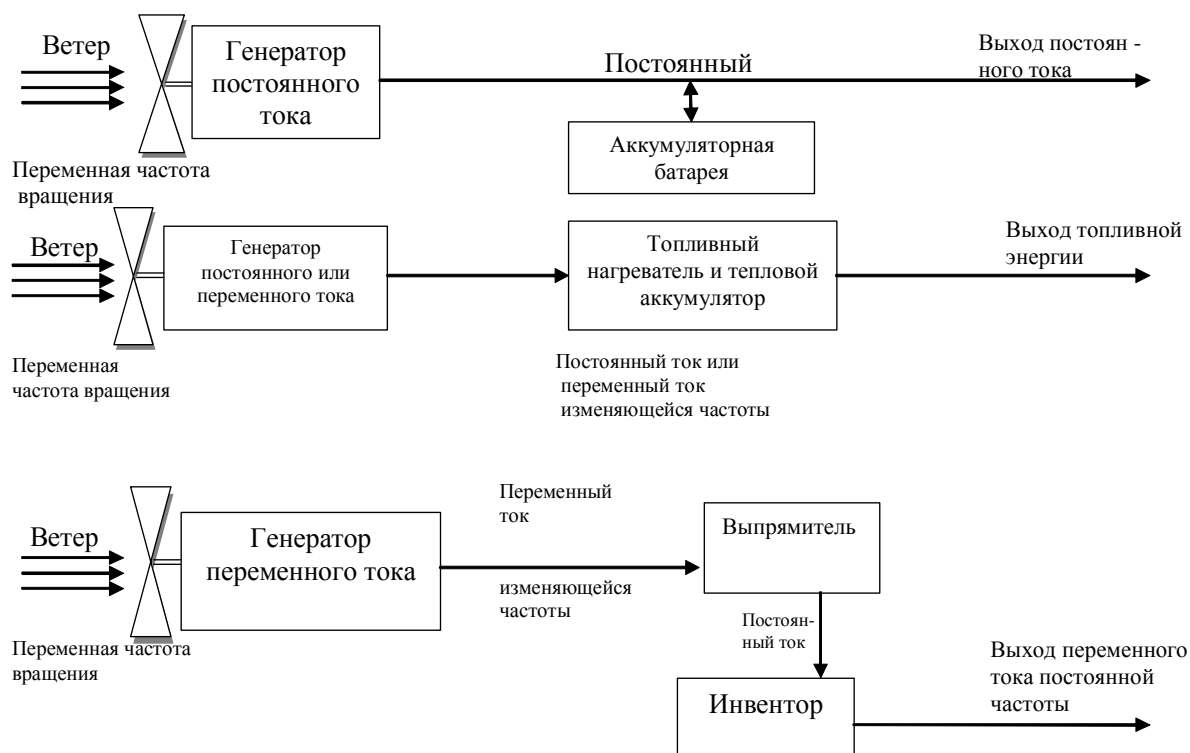 Ветер
Генератор
постоянного
тока
Постоянный
Выход постоян -
ного тока
Аккумуляторная
батарея
Переменная частота
вращения
Ветер
Генератор
постоянного или
переменного тока
Топливный
нагреватель и тепловой
аккумулятор
Выход топливной
энергии
Переменная
частота вращения
Постоянный ток или
переменный ток
изменяющейся частоты
Ветер
Генератор
переменного тока
Переменный
ток
изменяющейся
частоты
Выпрямитель
Постоян-
ный ток
Переменная частота
вращения
Инвентор
Выход переменного
тока постоянной
частоты